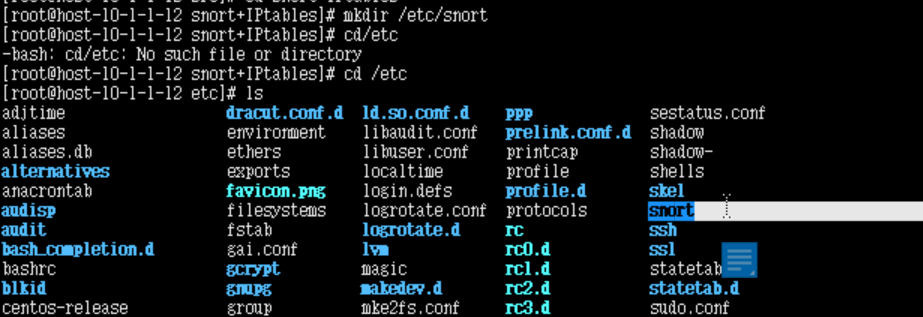 [root@host-10-1-1-12 snort+IPtables]# mkdir /etc/snort
[root@host-10-1-1-12 snort+IPtables]# cd/etc
-bash: cd/etc: No such file or directory
[root@host-10-1-1-12 snort+IPtables]# cd /etc
[root@host-10-1-1-12 etc]# ls
adjtime dracut.conf.d ld.so.conf.d ppp sestatus.conf
aliases environment libaudit.conf prelink.conf.d shadow
aliases.db ethers libuser.conf printcap shadow-
alternatives exports localtime profile shells
anacrontab favicon.png login.defs profile.d skel
audisp filesystems logrotate.conf protocols snort
audit fstab logrotate.d rc ssh
bash_completion.d gai.conf lvm rc0.d ssl
bashrc gcrypt magic rc1.d statetab
blkid gnupg makedev.d rc2.d statetab.d
centos-release group mke2fs.conf rc3.d sudo.conf